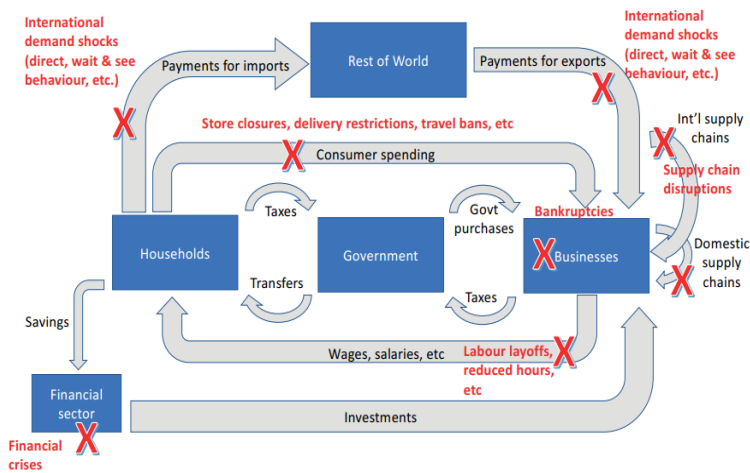 International
demand shocks
(direct, wait & see
behaviour, etc.)
Payments for imports
Rest of World
Payments for exports
International
demand shocks
(direct, wait & see
behaviour, etc.)
X
X
Store closures, delivery restrictions, travel bans, etc
X
Consumer spending
X
Int'l supply
chains
Supply chain
disruptions
Taxes
Govt
purchases
Bankruptcies
Households
Government
X
Businesses
Domestic
supply
chains
X
Transfers
Taxes
Savings
Wages, salaries, etc
X
Labour layoffs,
reduced hours,
etc
Financial
sector
X
Investments
Financial
crises